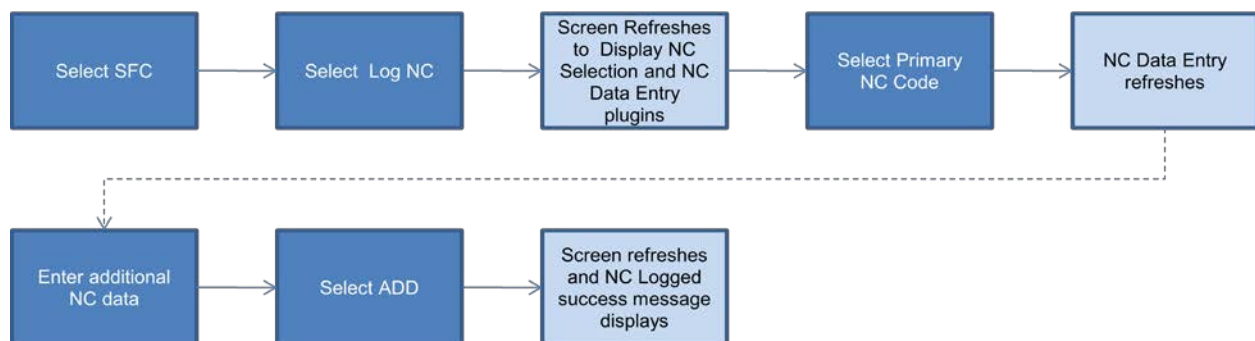 Select SFC
Select Log NC
Screen Refreshes
to Display NC
Selection and NC
Data Entry
plugins
Select Primary
NC Code
NC Data Entry
refreshes
Enter additional
NC data
Select ADD
Screen refreshes
and NC Logged
success message
displays